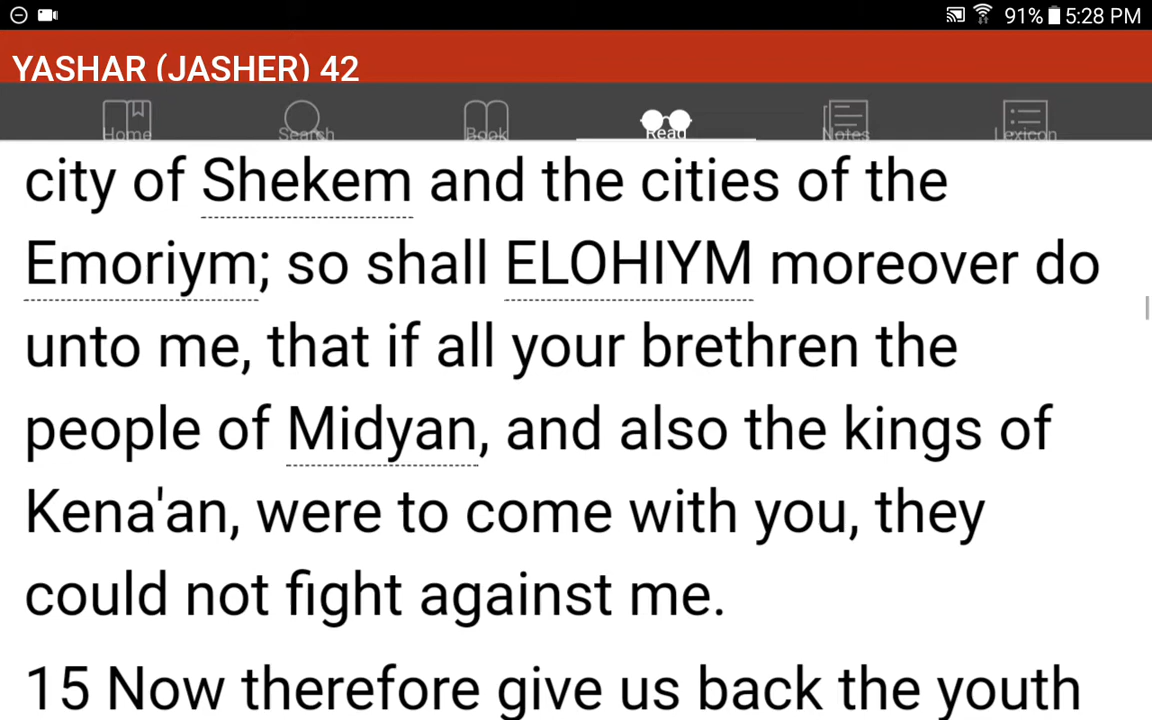 91% 5:28 PM
YASHAR (JASHER) 42
Home Search Book Read Notes Lexicon
city of Shekem and the cities of the
Emoriym; so shall ELOHIYM moreover do
unto me, that if all your brethren the
people of Midyan, and also the kings of
Kena'an, were to come with you, they
could not fight against me.
15 Now therefore give us back the youth